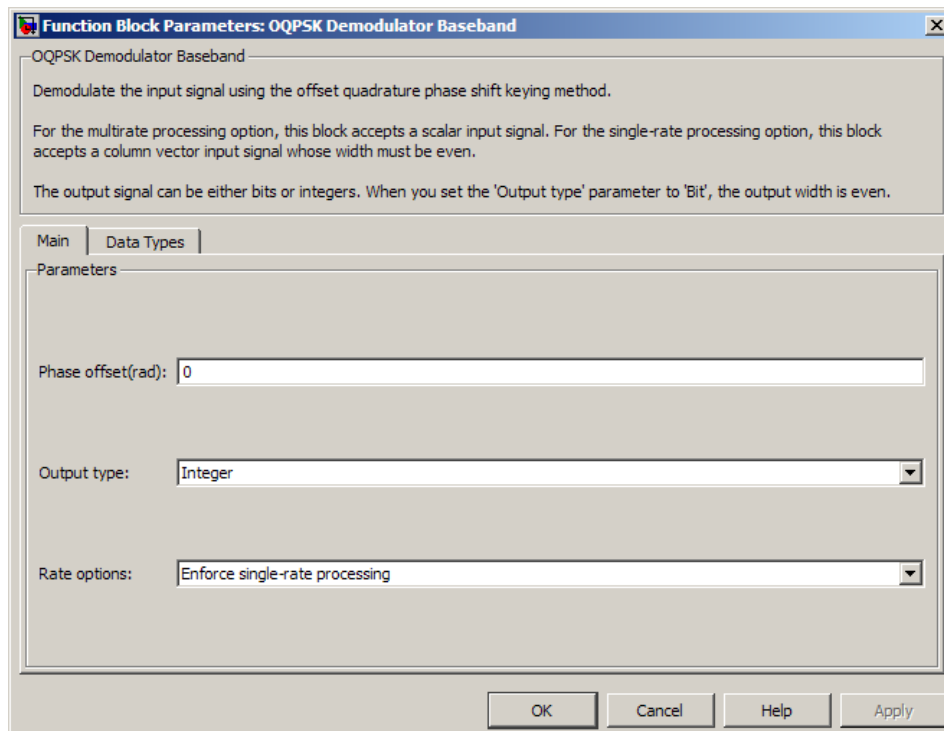 Function Block Parameters: OQPSK Demodulator Baseband
OQPSK Demodulator Baseband
Demodulate the input signal using the offset quadrature phase shift keying method.
For the multirate processing option, this block accepts a scalar input signal. For the single-rate processing option, this block
accepts a column vector input signal whose width must be even.
The output signal can be either bits or integers. When you set the 'Output type' parameter to 'Bit', the output width is even.
Main
Data Types
Parameters
Phase offset(rad): 0
Output type: Integer
Rate options: Enforce single-rate processing
OK Cancel Help Apply